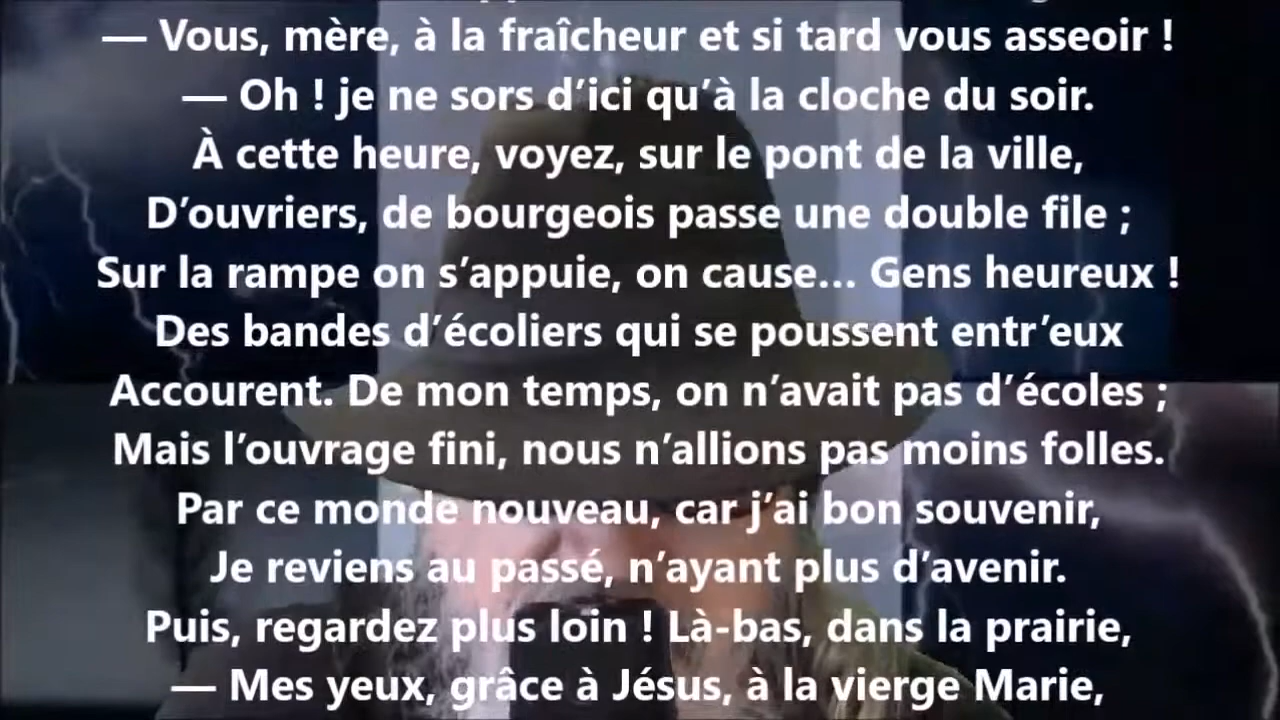 — Vous, mère, à la fraîcheur et si tard vous asseoir !
— Oh ! je ne sors d’ici qu’à la cloche du soir.
À cette heure, voyez, sur le pont de la ville,
D’ouvriers, de bourgeois passe une double file ;
Sur la rampe on s’appuie, on cause… Gens heureux !
Des bandes d’écoliers qui se poussent entr’eux
Accourent. De mon temps, on n’avait pas d’écoles ;
Mais l’ouvrage fini, nous n’allions pas moins folles.
Par ce monde nouveau, car j’ai bon souvenir,
Je reviens au passé, n’ayant plus d’avenir.
Puis, regardez plus loin ! Là-bas, dans la prairie,
— Mes yeux, grâce à Jésus, à la vierge Marie,